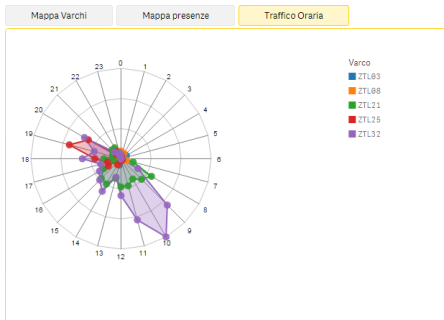 Mappa Varchi
Mappa presenze
Traffico Oraria
Varco
ZTL03
ZTL08
ZTL21
ZTL25
ZTL32
0
1
2
3
4
5
6
7
8
9
10
11
12
13
14
15
16
17
18
19
20
21
22
23